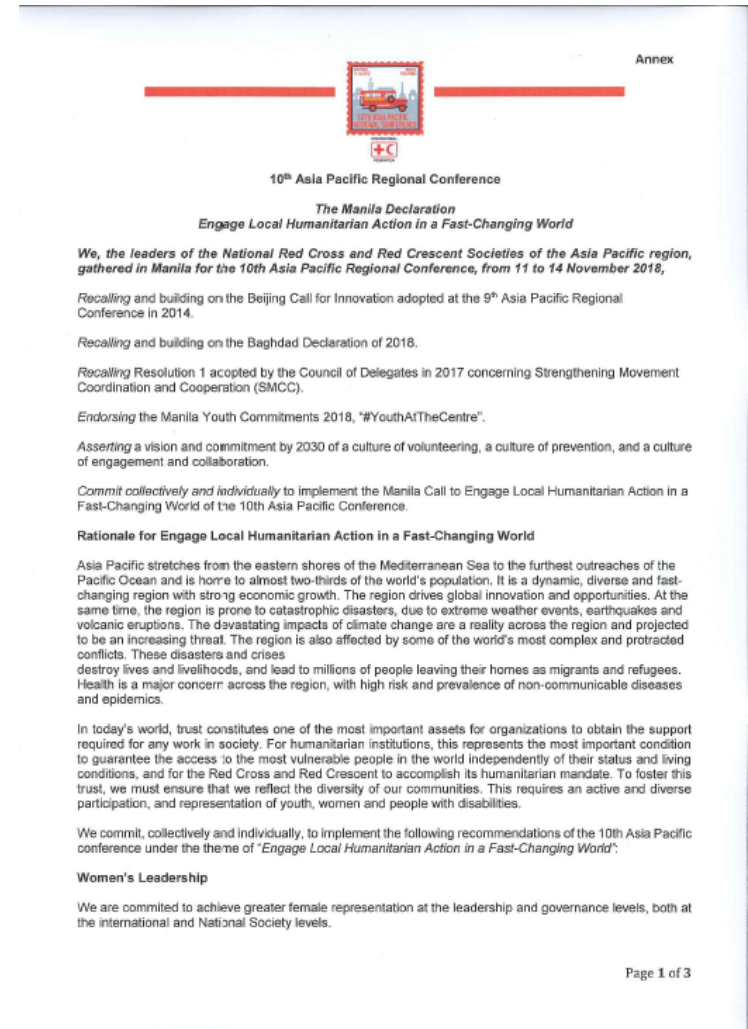 Annex
10TH ASIA PACIFIC
REGIONAL CONFERENCE
10th Asia Pacific Regional Conference
The Manila Declaration
Engage Local Humanitarian Action in a Fast-Changing World
We, the leaders of the National Red Cross and Red Crescent Societies of the Asia Pacific region,
gathered in Manila for the 10th Asia Pacific Regional Conference, from 11 to 14 November 2018,
Recalling and building on the Beijing Call for Innovation adopted at the 9th Asia Pacific Regional
Conference in 2014.
Recalling and building on the Baghdad Declaration of 2018.
Recalling Resolution 1 adopted by the Council of Delegates in 2017 concerning Strengthening Movement
Coordination and Cooperation (SMCC).
Endorsing the Manila Youth Commitments 2018, "#YouthAtTheCentre".
Asserting a vision and commitment by 2030 of a culture of volunteering, a culture of prevention, and a culture
of engagement and collaboration.
Commit collectively and individually to implement the Manila Call to Engage Local Humanitarian Action in a
Fast-Changing World of the 10th Asia Pacific Conference.
Rationale for Engage Local Humanitarian Action in a Fast-Changing World
Asia Pacific stretches from the eastern shores of the Mediterranean Sea to the furthest outreaches of the
Pacific Ocean and is home to almost two-thirds of the world's population. It is a dynamic, diverse and fast-
changing region with strong economic growth. The region drives global innovation and opportunities. At the
same time, the region is prone to catastrophic disasters, due to extreme weather events, earthquakes and
volcanic eruptions. The devastating impacts of climate change are a reality across the region and projected
to be an increasing threat. The region is also affected by some of the world's most complex and protracted
conflicts. These disasters and crises
destroy lives and livelihoods, and lead to millions of people leaving their homes as migrants and refugees.
Health is a major concern across the region, with high risk and prevalence of non-communicable diseases
and epidemics.
In today's world, trust constitutes one of the most important assets for organizations to obtain the support
required for any work in society. For humanitarian institutions, this represents the most important condition
to guarantee the access to the most vulnerable people in the world independently of their status and living
conditions, and for the Red Cross and Red Crescent to accomplish its humanitarian mandate. To foster this
trust, we must ensure that we reflect the diversity of our communities. This requires an active and diverse
participation, and representation of youth, women and people with disabilities.
We commit, collectively and individually, to implement the following recommendations of the 10th Asia Pacific
conference under the theme of "Engage Local Humanitarian Action in a Fast-Changing World":
Women's Leadership
We are commited to achieve greater female representation at the leadership and governance levels, both at
the international and National Society levels.
Page 1 of 3